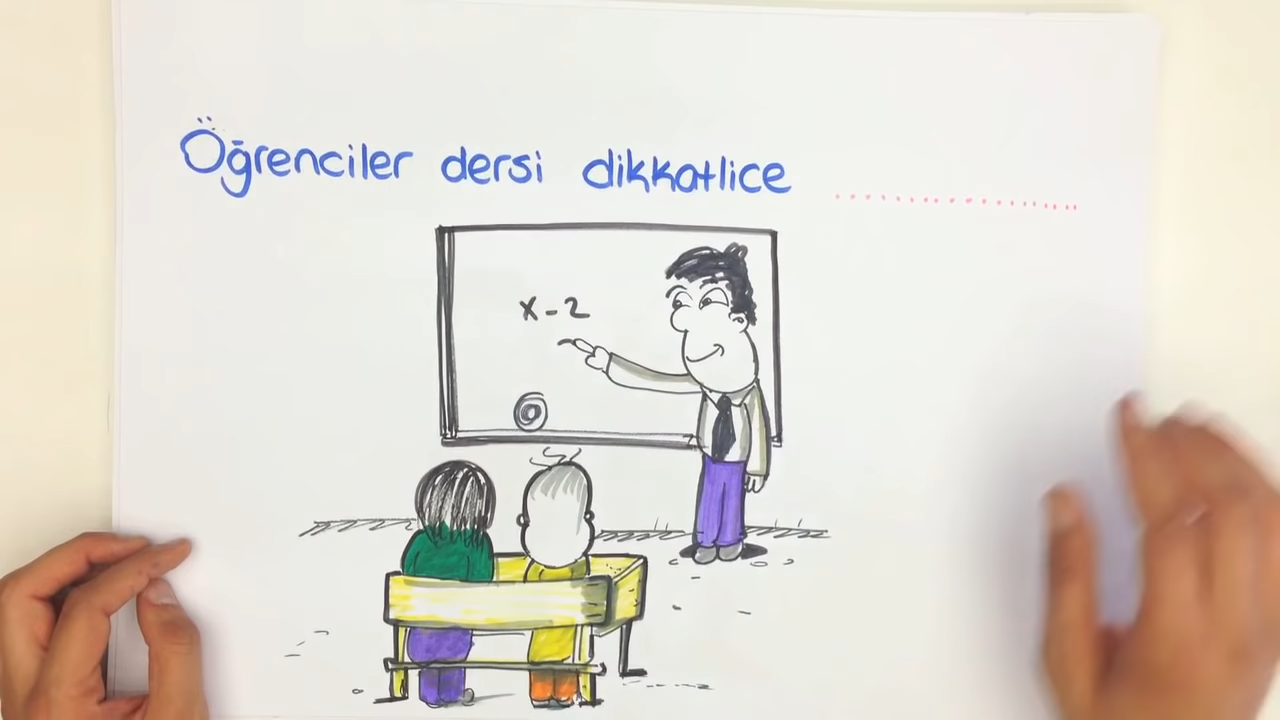 Öğrenciler dersi dikkatlice ................
x-2